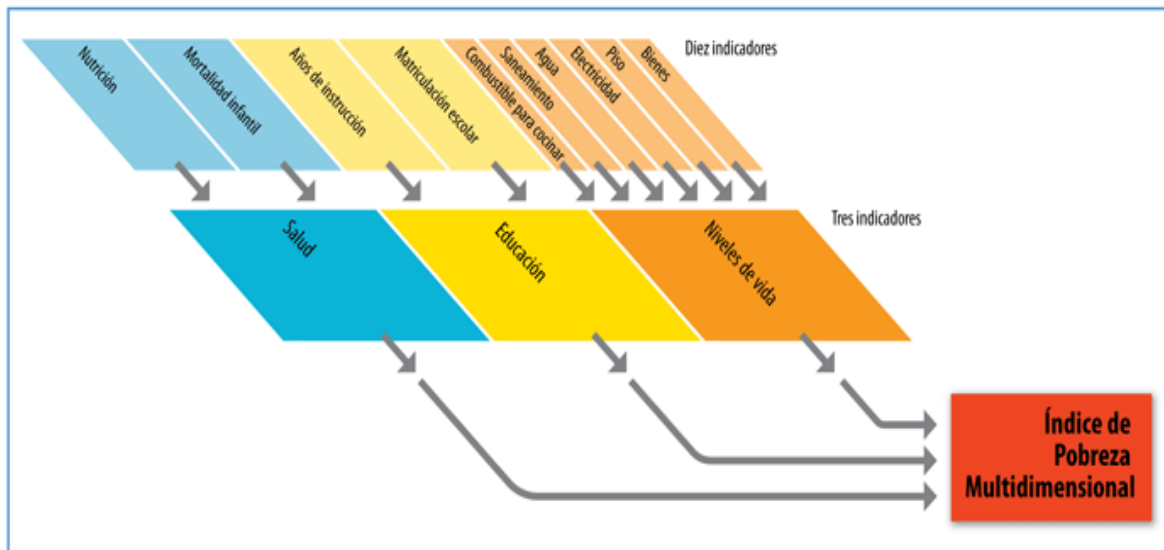 Nutrición
Mortalidad infantil
Años de instrucción
Matriculación escolar
Combustible para cocinar
Saneamiento
Agua
Electricidad
Piso
Bienes
Diez indicadores
Salud
Educación
Niveles de vida
Tres indicadores
Índice de
Pobreza
Multidimensional